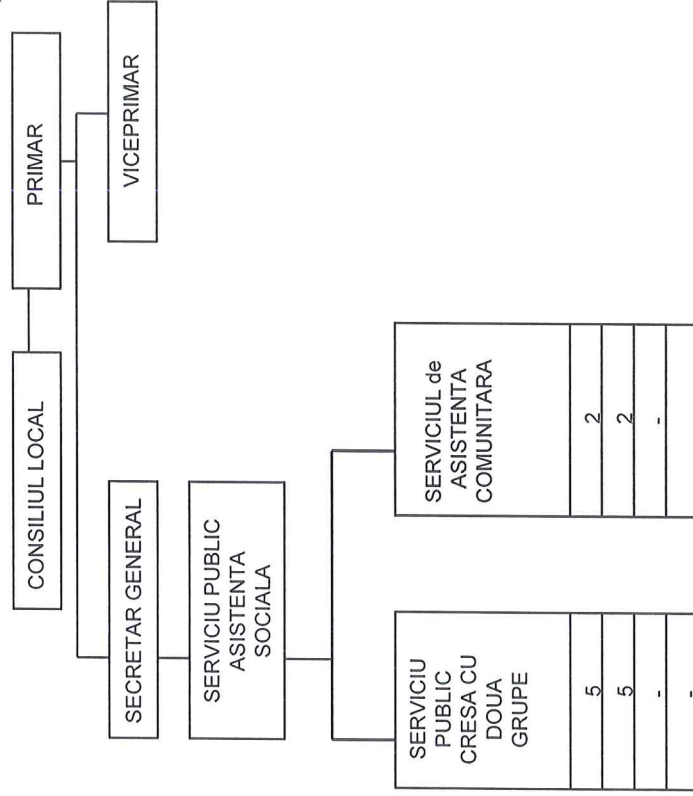 CONSILIUL LOCAL
PRIMAR
SECRETAR GENERAL
VICEPRIMAR
SERVICIU PUBLIC
ASISTENTA
SOCIALA
SERVICIU
PUBLIC
CRESA CU
DOUA
GRUPE
5
5
-
-
SERVICIUL de
ASISTENTA
COMUNITARA
2
2
-